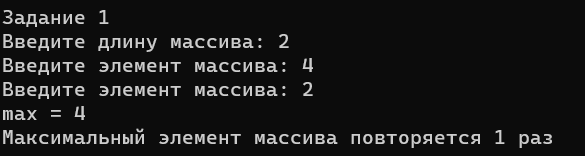 Задание 1
Введите длину массива: 2
Введите элемент массива: 4
Введите элемент массива: 2
max = 4
Максимальный элемент массива повторяется 1 раз